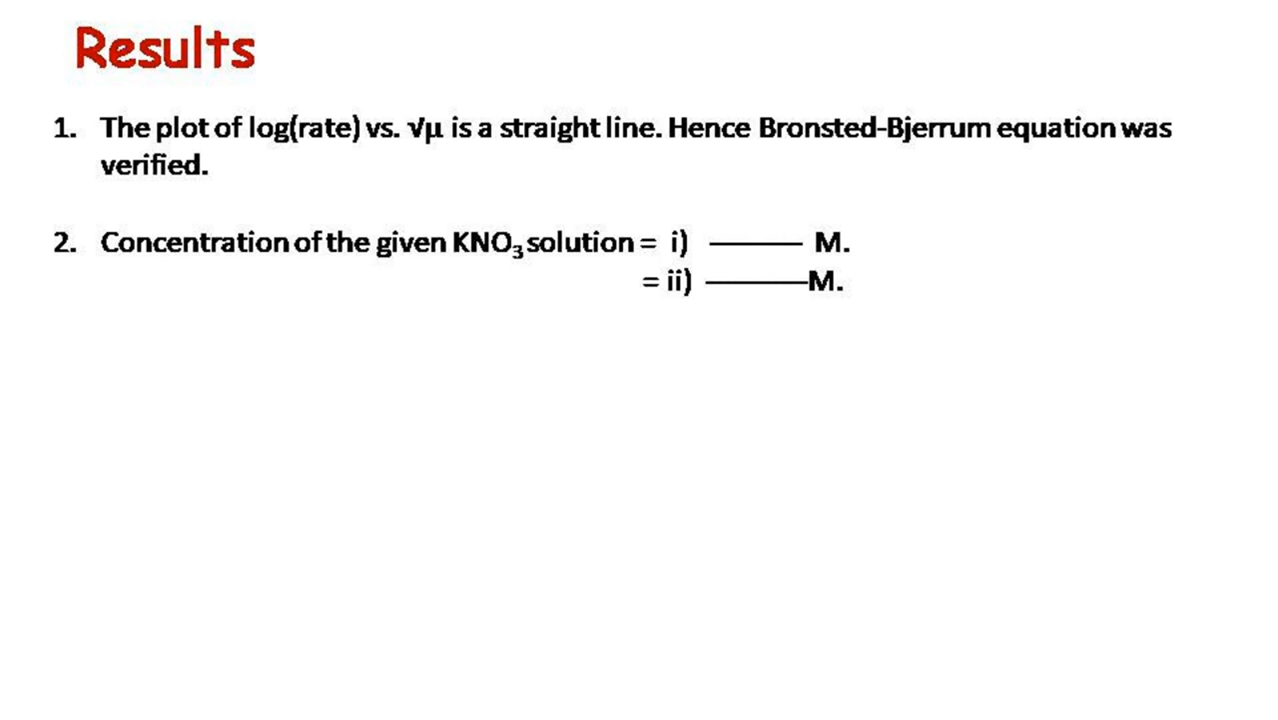 Results
1. The plot of log(rate) vs. √μ is a straight line. Hence Bronsted-Bjerrum equation was
verified.
2. Concentration of the given KNO₃ solution = i) ——— M.
= ii) ———M.